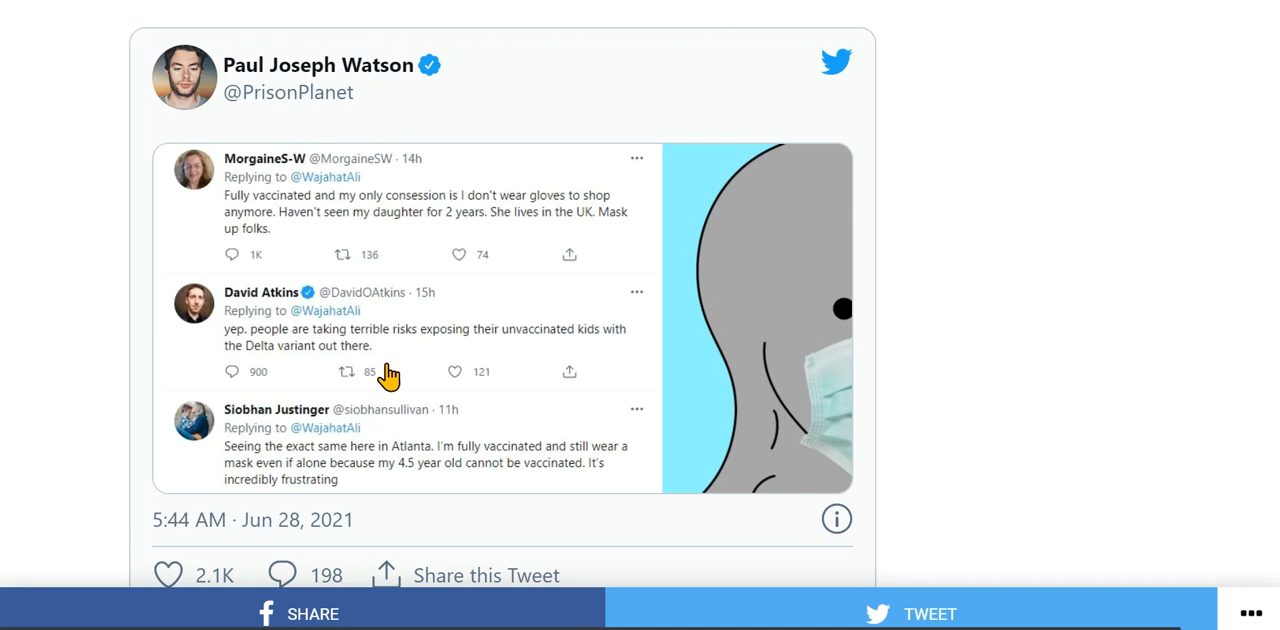 Paul Joseph Watson
@PrisonPlanet
MorgaineS-W @MorgaineSW · 14h
Replying to @WajahatAli
Fully vaccinated and my only consession is I don't wear gloves to shop
anymore. Haven't seen my daughter for 2 years. She lives in the UK. Mask
up folks.
1K 136 74
David Atkins @DavidOAtkins · 15h
Replying to @WajahatAli
yep. people are taking terrible risks exposing their unvaccinated kids with
the Delta variant out there.
900 85 121
Siobhan Justinger @siobhansullivan · 11h
Replying to @WajahatAli
Seeing the exact same here in Atlanta. I'm fully vaccinated and still wear a
mask even if alone because my 4.5 year old cannot be vaccinated. It's
incredibly frustrating
5:44 AM · Jun 28, 2021
2.1K 198 Share this Tweet
SHARE TWEET